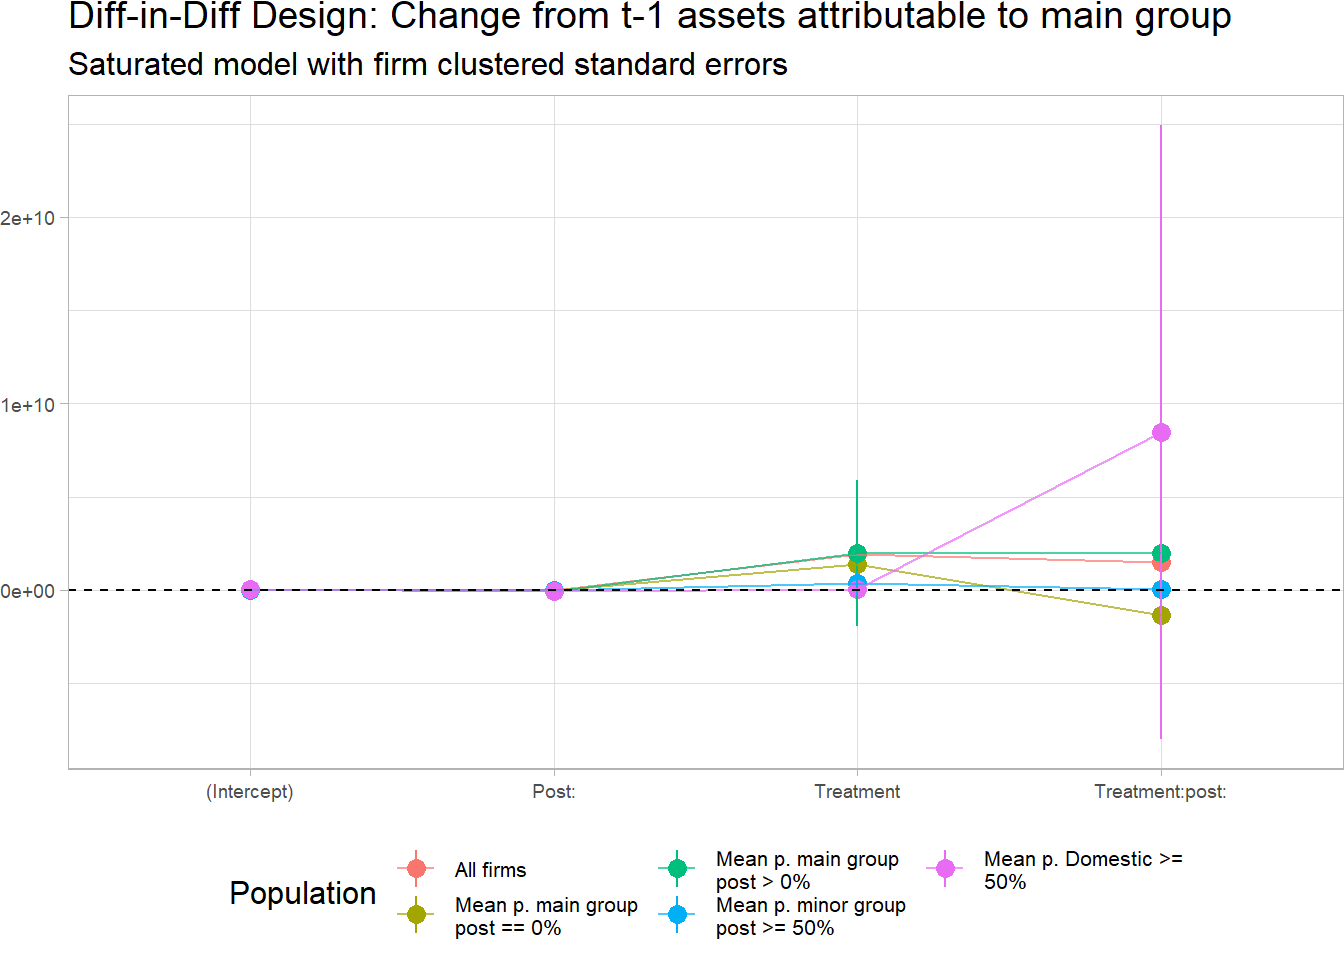 Diff-in-Diff Design: Change from t-1 assets attributable to main group
Saturated model with firm clustered standard errors
2e+10
1e+10
0e+00
(Intercept)
Post:
Treatment
Treatment:post:
Population
All firms
Mean p. main group
post == 0%
Mean p. main group
post > 0%
Mean p. minor group
post >= 50%
Mean p. Domestic >=
50%